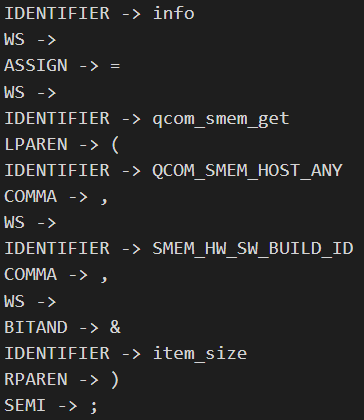 IDENTIFIER -> info
WS ->
ASSIGN -> =
WS ->
IDENTIFIER -> qcom_smem_get
LPAREN -> (
IDENTIFIER -> QCOM_SMEM_HOST_ANY
COMMA -> ,
WS ->
IDENTIFIER -> SMEM_HW_SW_BUILD_ID
COMMA -> ,
WS ->
BITAND -> &
IDENTIFIER -> item_size
RPAREN -> )
SEMI -> ;